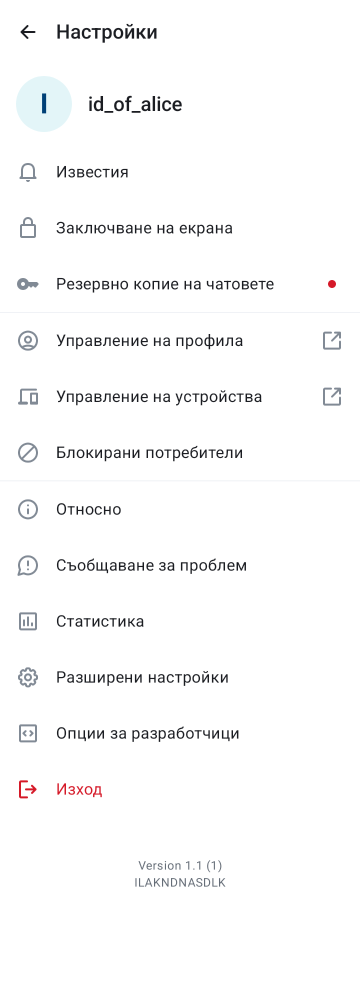 Настройки
I
id_of_alice
Известия
Заключване на екрана
Резервно копие на чатовете
Управление на профила
Управление на устройства
Блокирани потребители
Относно
Съобщаване за проблем
Статистика
Разширени настройки
Опции за разработчици
Изход
Version 1.1 (1)
ILAKNDNASDLK